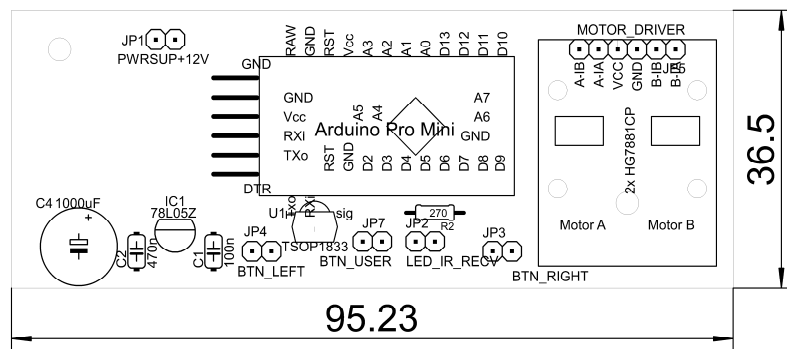 JP1
PWRSUP+12V
RAW
GND
RST
Vcc
A3
A2
A1
A0
D13
D12
D11
D10
MOTOR_DRIVER
JP5
A-IB
A-IA
VCC
GND
B-IB
B-IA
GND
GND
Vcc
RXI
TXo
DTR
A5
A4
A7
A6
GND
Arduino Pro Mini
RST
GND
D2
D3
D4
D5
D6
D7
D8
D9
2x HG7881CP
Motor A
Motor B
C4 1000uF
+
IC1
78L05Z
C2
470n
C1
100n
U1
TXo
RXi
sig
TSOP1833
270
R2
JP4
BTN_LEFT
JP7
BTN_USER
JP2
LED_IR_RECV
JP3
BTN_RIGHT
36.5
95.23